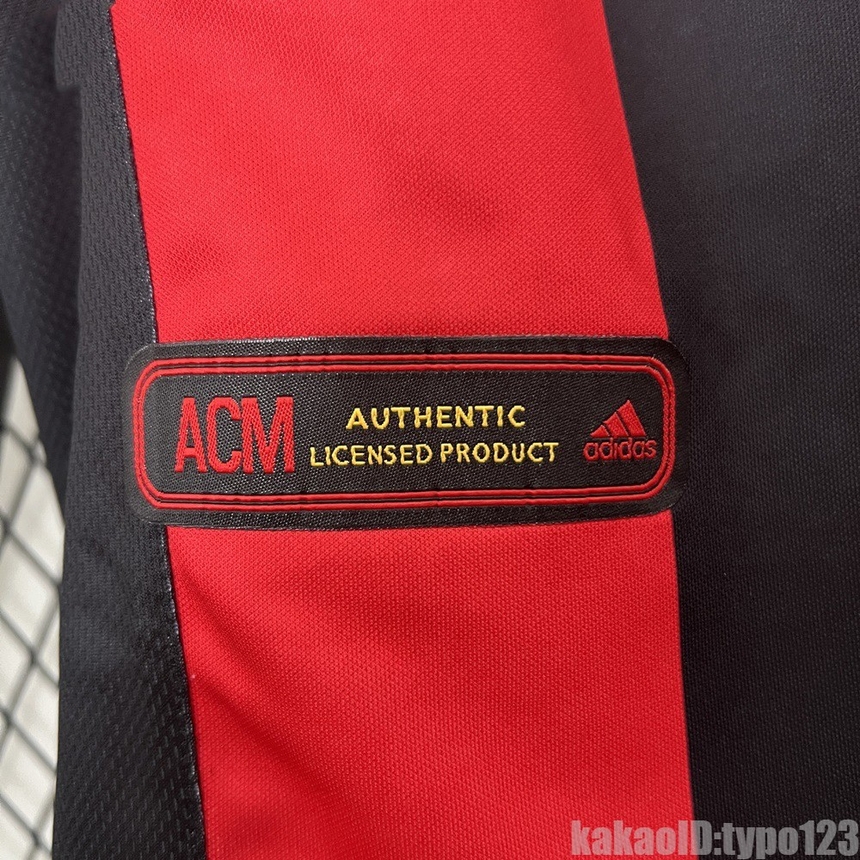 ACM
AUTHENTIC
LICENSED PRODUCT
adidas
kakaoID:typo123